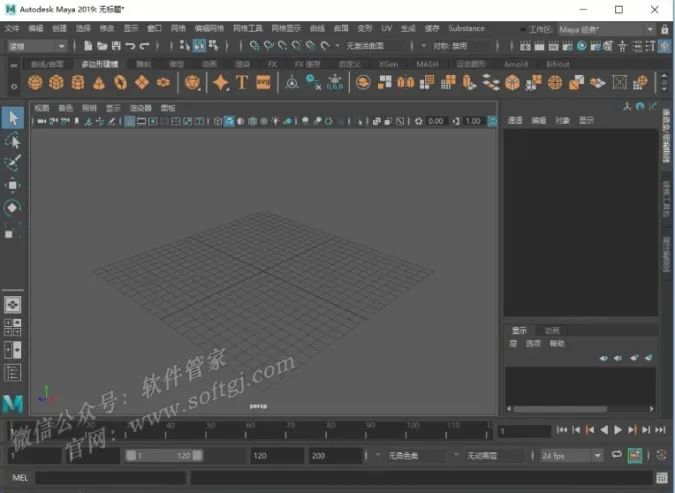 Autodesk Maya 2019: 无标题*
文件 编辑 创建 选择 修改 显示 窗口 网格 编辑网格 网格工具 网格显示 曲线 曲面 变形 UV 生成 缓存 Substance
工作区: Maya 经典*
建模
无激活曲面
对称: 禁用
曲线/曲面 多边形建模 雕刻 绑定 动画 渲染 FX FX 缓存 自定义 XGen MASH 运动图形 Arnold Bifrost
T SVG
0,0,0
视图 着色 照明 显示 渲染器 面板
0.00 1.00
通道 编辑 对象 显示
persp
显示 动画
层 选项 帮助
微信公众号：软件管家
官网：www.softgj.com
1
1
1 1 120 120 200
无角色集 无动画层 24 fps
MEL